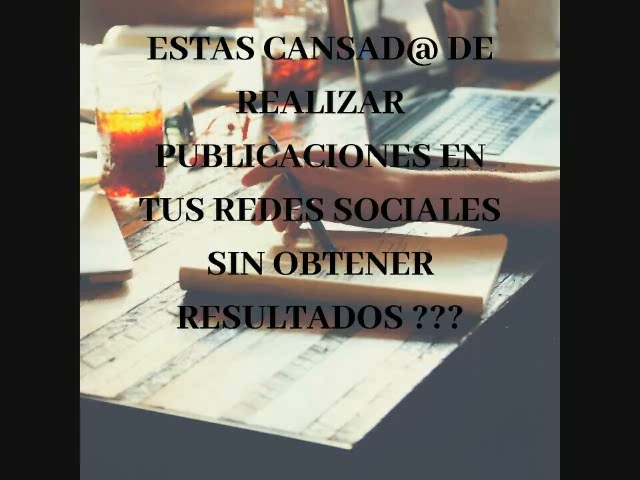 ESTAS CANSAD@ DE
REALIZAR
PUBLICACIONES EN
TUS REDES SOCIALES
SIN OBTENER
RESULTADOS ???